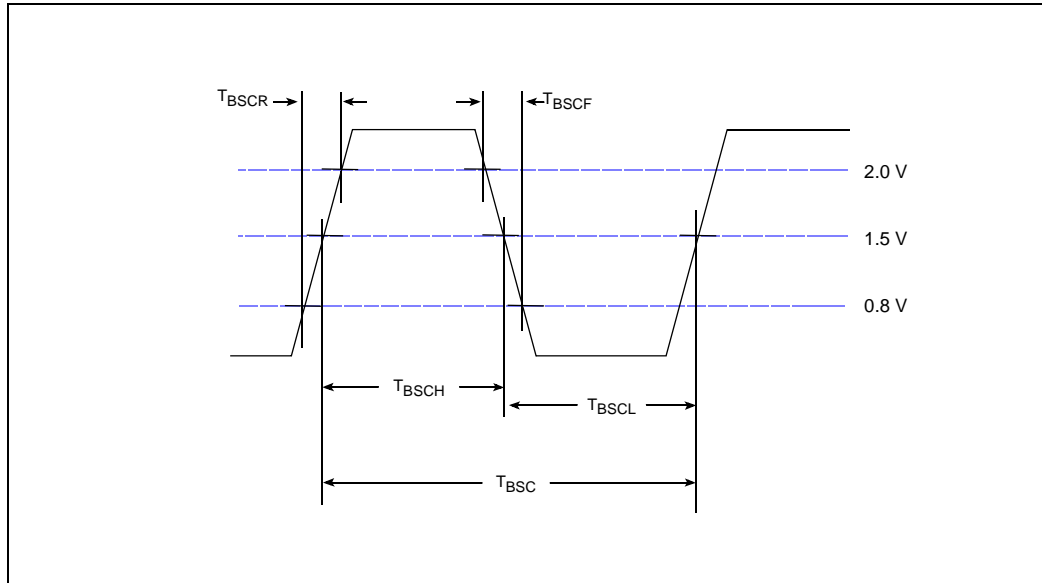 TBSCR
TBSCF
2.0 V
1.5 V
0.8 V
TBSCH
TBSCL
TBSC